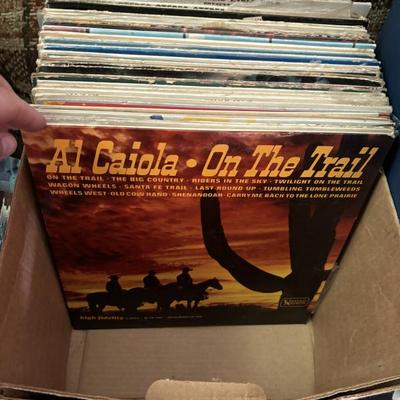 Al Caiola • On The Trail
ON THE TRAIL • THE BIG COUNTRY • RIDERS IN THE SKY • TWILIGHT ON THE TRAIL
WAGON WHEELS • SANTA FE TRAIL • LAST ROUND UP • TUMBLING TUMBLEWEEDS
WHEELS WEST • OLD COW HAND • SHENANDOAH • CARRY ME BACH TO THE LONE PRAIRIE
high fidelity